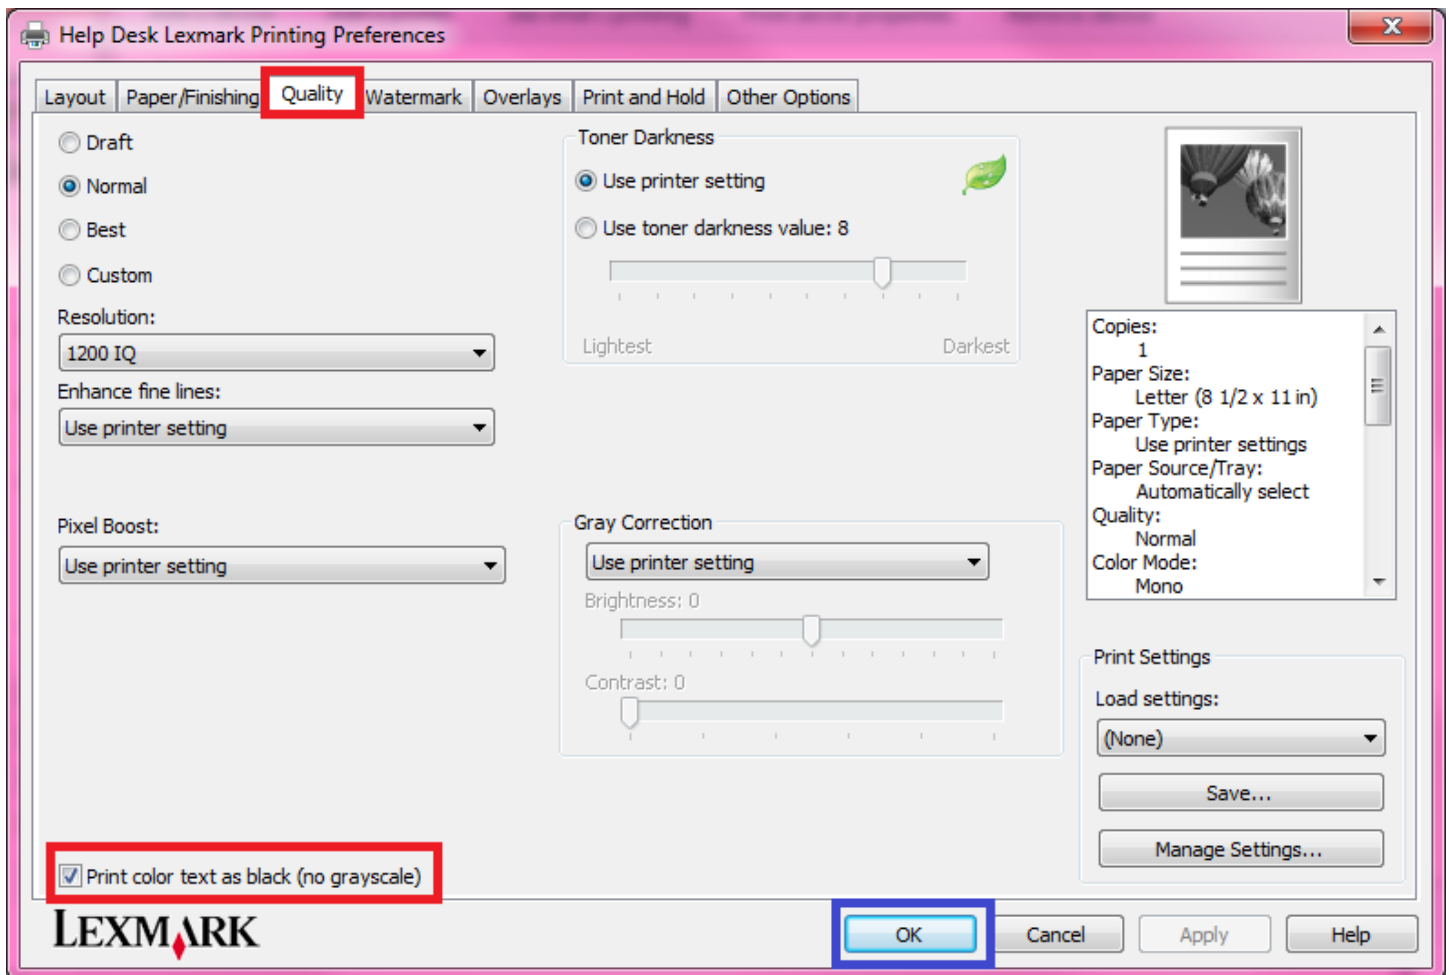 Help Desk Lexmark Printing Preferences
Layout Paper/Finishing Quality Watermark Overlays Print and Hold Other Options
Draft
Normal
Best
Custom
Resolution:
1200 IQ
Enhance fine lines:
Use printer setting
Pixel Boost:
Use printer setting
Toner Darkness
Use printer setting
Use toner darkness value: 8
Lightest Darkest
Gray Correction
Use printer setting
Brightness: 0
Contrast: 0
Copies:
1
Paper Size:
Letter (8 1/2 x 11 in)
Paper Type:
Use printer settings
Paper Source/Tray:
Automatically select
Quality:
Normal
Color Mode:
Mono
Print Settings
Load settings:
(None)
Save...
Manage Settings...
Print color text as black (no grayscale)
LEXMARK
OK Cancel Apply Help